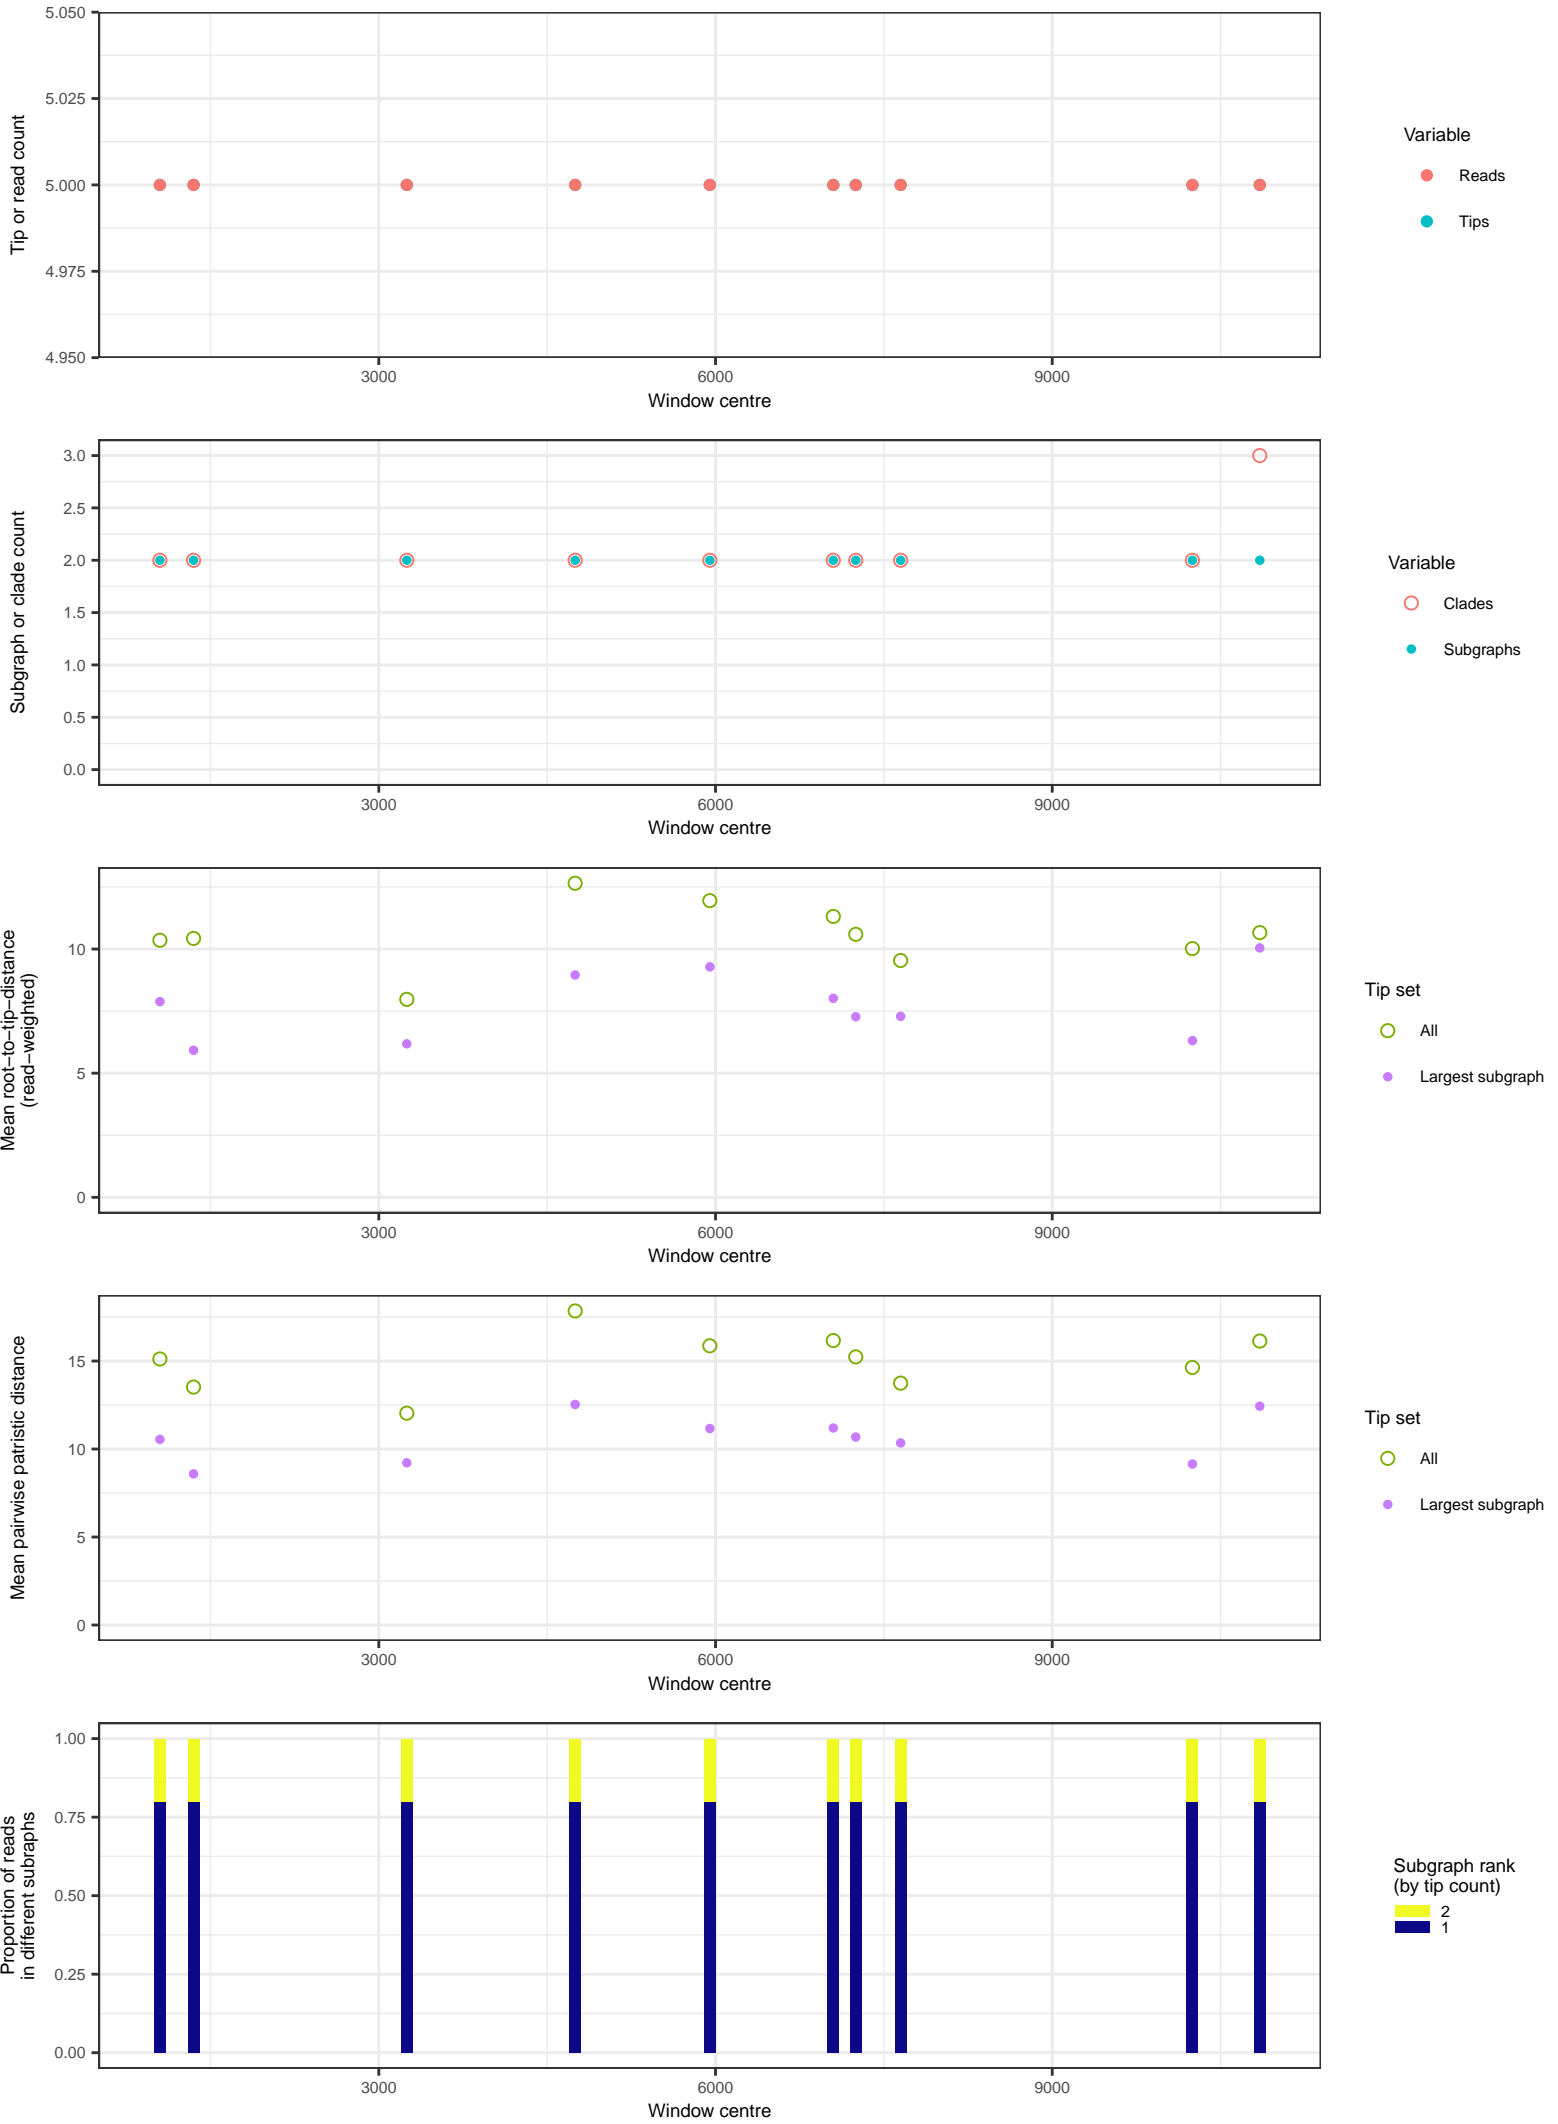 5.050
5.025
5.000
4.975
4.950
Tip or read count
3000 6000 9000
Window centre
Variable
Reads
Tips
3.0
2.5
2.0
1.5
1.0
0.5
0.0
Subgraph or clade count
3000 6000 9000
Window centre
Variable
Clades
Subgraphs
10
5
0
Mean root−to−tip−distance
(read−weighted)
3000 6000 9000
Window centre
Tip set
All
Largest subgraph
15
10
5
0
Mean pairwise patristic distance
3000 6000 9000
Window centre
Tip set
All
Largest subgraph
1.00
0.75
0.50
0.25
0.00
Proportion of reads
in different subraphs
3000 6000 9000
Window centre
Subgraph rank
(by tip count)
2
1